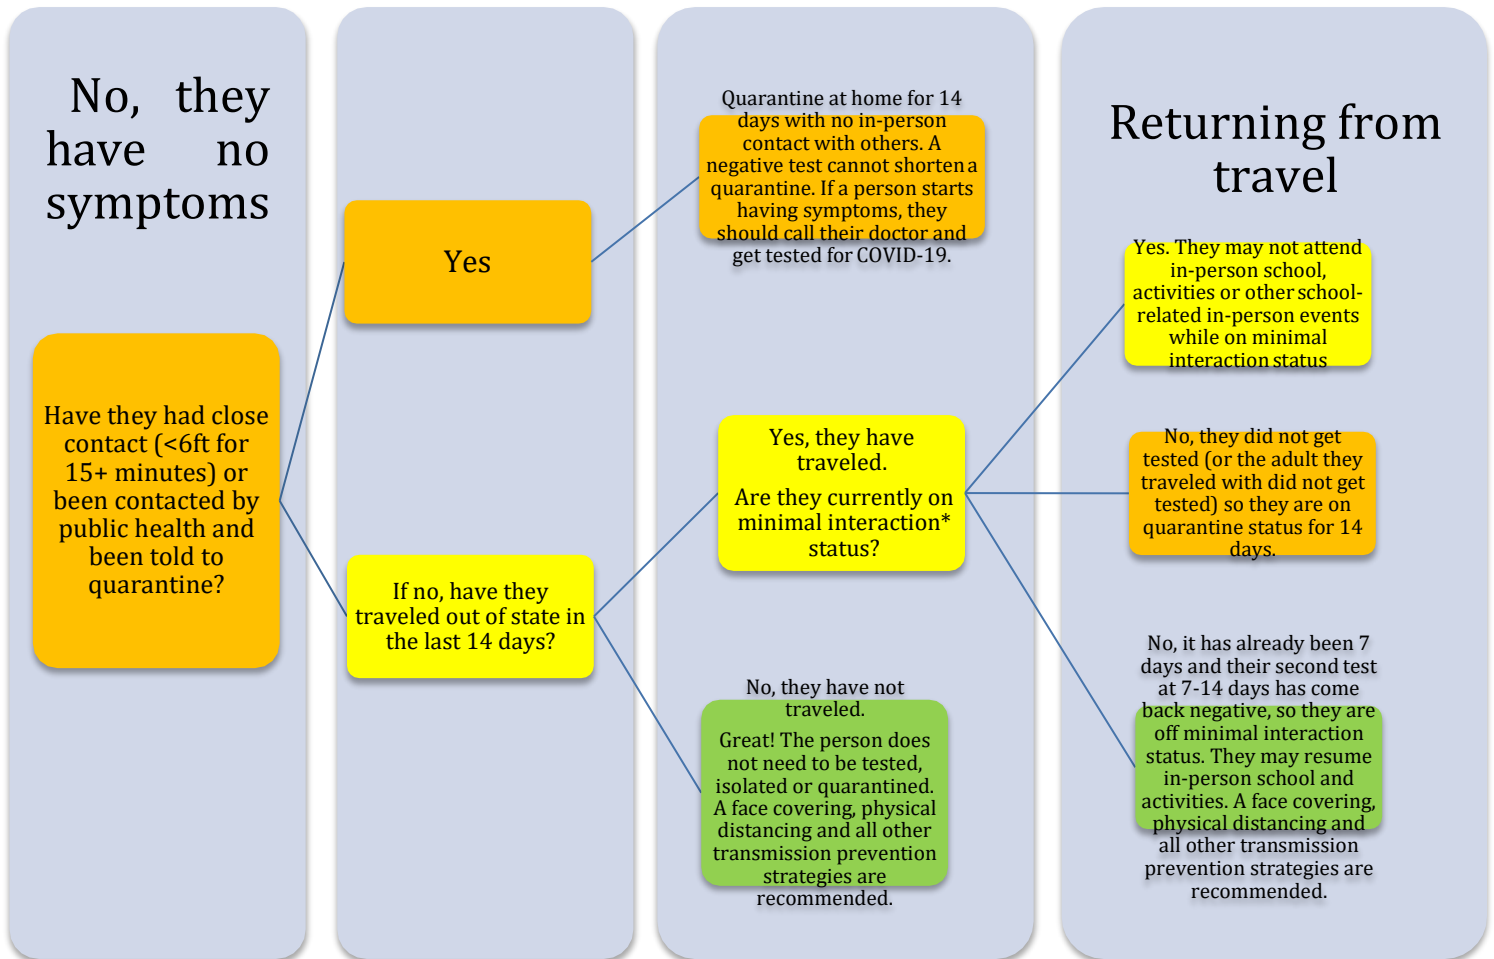 No, they
have no
symptoms
Have they had close
contact (<6ft for
15+ minutes) or
been contacted by
public health and
been told to
quarantine?
Yes
If no, have they
traveled out of state in
the last 14 days?
Quarantine at home for 14
days with no in-person
contact with others. A
negative test cannot shorten a
quarantine. If a person starts
having symptoms, they
should call their doctor and
get tested for COVID-19.
Yes, they have
traveled.
Are they currently on
minimal interaction*
status?
No, they have not
traveled.
Great! The person does
not need to be tested,
isolated or quarantined.
A face covering, physical
distancing and all other
transmission prevention
strategies are
recommended.
Returning from
travel
Yes. They may not attend
in-person school,
activities or other school-
related in-person events
while on minimal
interaction status
No, they did not get
tested (or the adult they
traveled with did not get
tested) so they are on
quarantine status for 14
days.
No, it has already been 7
days and their second test
at 7-14 days has come
back negative, so they are
off minimal interaction
status. They may resume
in-person school and
activities. A face covering,
physical distancing and
all other transmission
prevention strategies are
recommended.